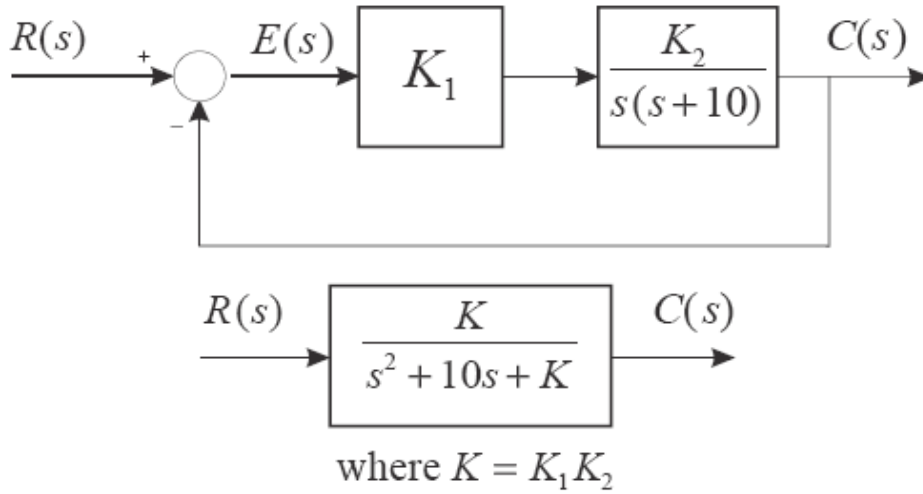 R(s) + − E(s) K₁ K₂ / s(s + 10) C(s)
R(s) K / s² + 10s + K C(s)
where K = K₁K₂